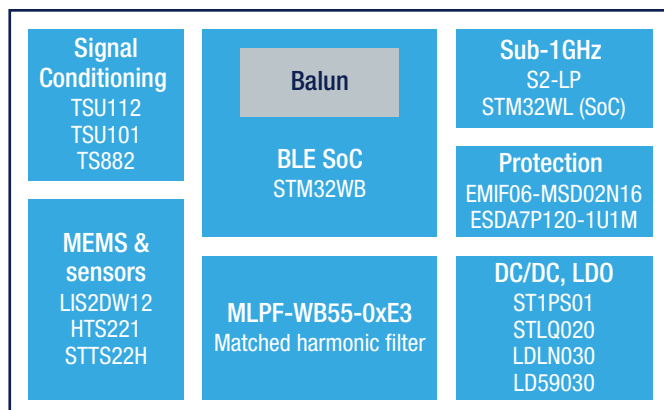 Signal
Conditioning
TSU112
TSU101
TS882
MEMS &
sensors
LIS2DW12
HTS221
STTS22H
Balun
BLE SoC
STM32WB
MLPF-WB55-0xE3
Matched harmonic filter
Sub-1GHz
S2-LP
STM32WL (SoC)
Protection
EMIF06-MSD02N16
ESDA7P120-1U1M
DC/DC, LDO
ST1PS01
STLQ020
LDLN030
LD59030